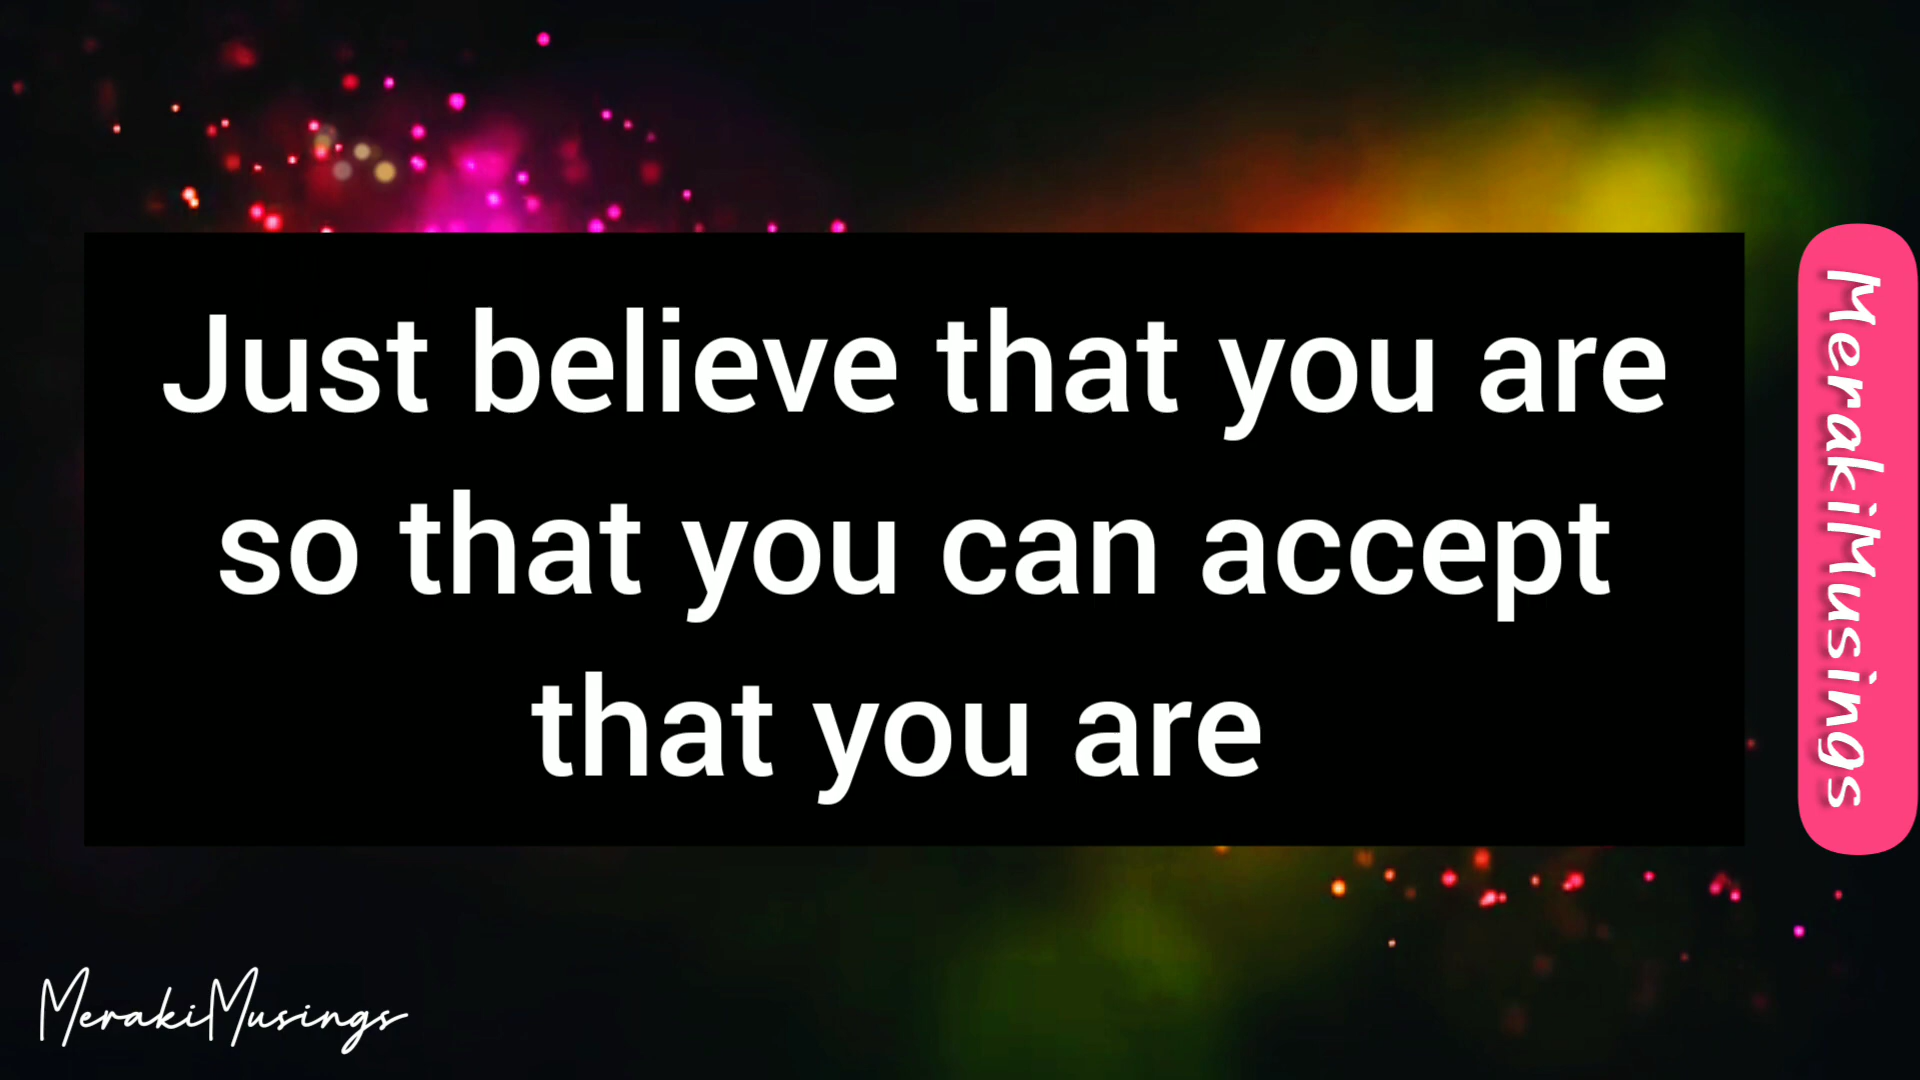 Just believe that you are
so that you can accept
that you are
MerakiMusings
MerakiMusings